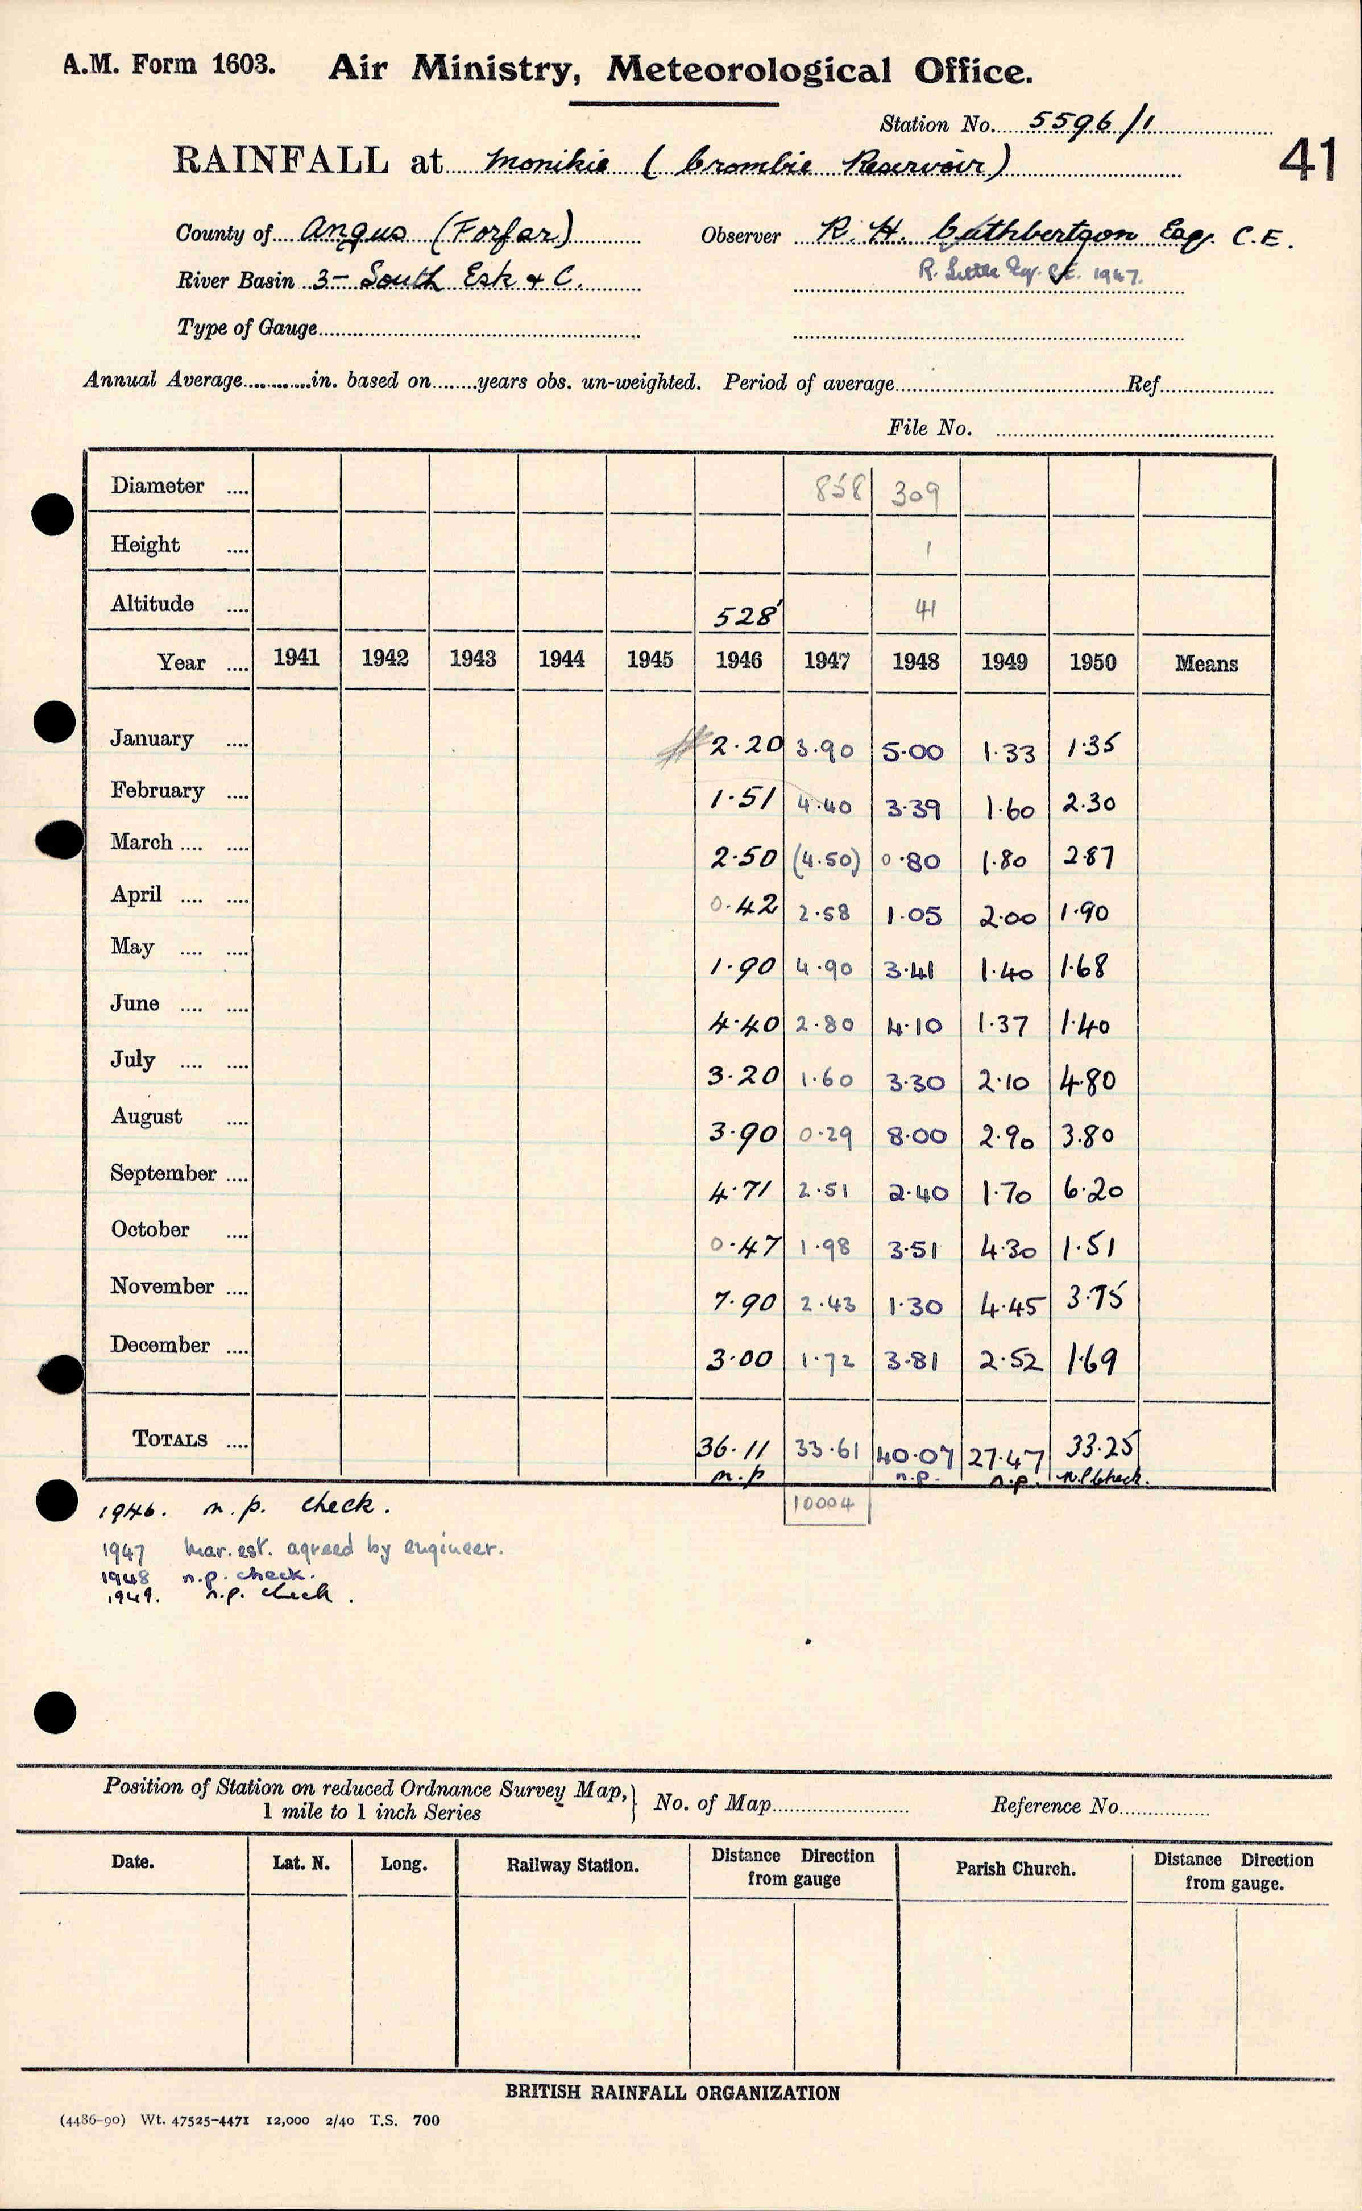 A.M. Form 1603. Air Ministry, Meteorological Office.
Station No. 5596/1
41
RAINFALL at Monikie (Crombie Reservoir)
County of Angus (Forfar) Observer R. H. Cuthbertson Esq. C.E.
River Basin 3- South Esk & C. R. Little Esq. C.E. 1947.
Type of Gauge
Annual Average............in. based on........years obs. un-weighted. Period of average Ref.
File No.
Diameter .... 858 309
Height .... 1
Altitude .... 528' 41
Year .... 1941 1942 1943 1944 1945 1946 1947 1948 1949 1950 Means
January .... 2.20 3.90 5.00 1.33 1.35
February .... 1.51 4.40 3.39 1.60 2.30
March .... .... 2.50 (4.50) 0.80 1.80 2.87
April .... .... 0.42 2.58 1.05 2.00 1.90
May .... .... 1.90 4.90 3.41 1.40 1.68
June .... .... 4.40 2.80 4.10 1.37 1.40
July .... .... 3.20 1.60 3.30 2.10 4.80
August .... 3.90 0.29 8.00 2.90 3.80
September .... 4.71 2.51 2.40 1.70 6.20
October .... 0.47 1.98 3.51 4.30 1.51
November .... 7.90 2.43 1.30 4.45 3.75
December .... 3.00 1.72 3.81 2.52 1.69
TOTALS .... 36.11 33.61 40.07 27.47 33.25
n.p n.p. n.p. n.p check.
10004
1946. n.p. check.
1947 Mar. est. agreed by engineer.
1948 n.p. check.
1949. n.p. check.
Position of Station on reduced Ordnance Survey Map,} No. of Map Reference No.
1 mile to 1 inch Series
Date. Lat. N. Long. Railway Station. Distance Direction from gauge Parish Church. Distance Direction from gauge.
BRITISH RAINFALL ORGANIZATION
(4486-90) Wt. 47525-4471 12,000 2/40 T.S. 700